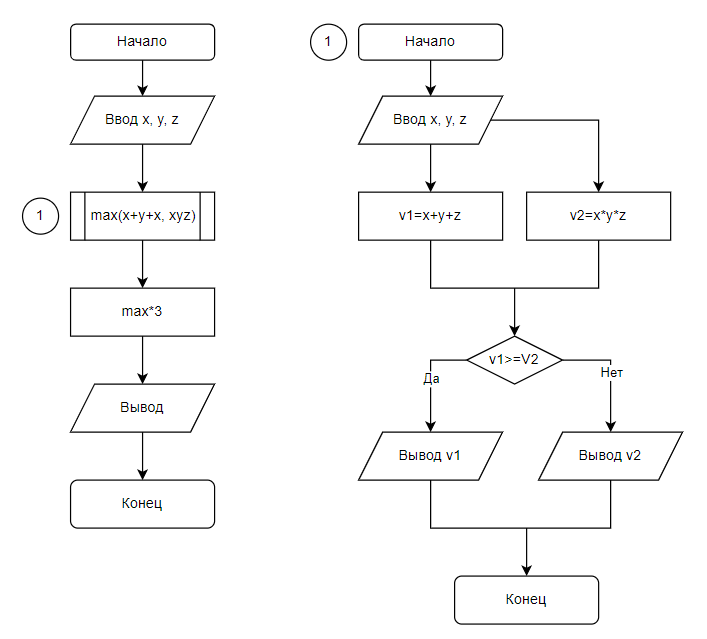 Начало
Ввод x, y, z
1
max(x+y+x, xyz)
max*3
Вывод
Конец
1
Начало
Ввод x, y, z
v1=x+y+z
v2=x*y*z
v1>=V2
Да
Нет
Вывод v1
Вывод v2
Конец